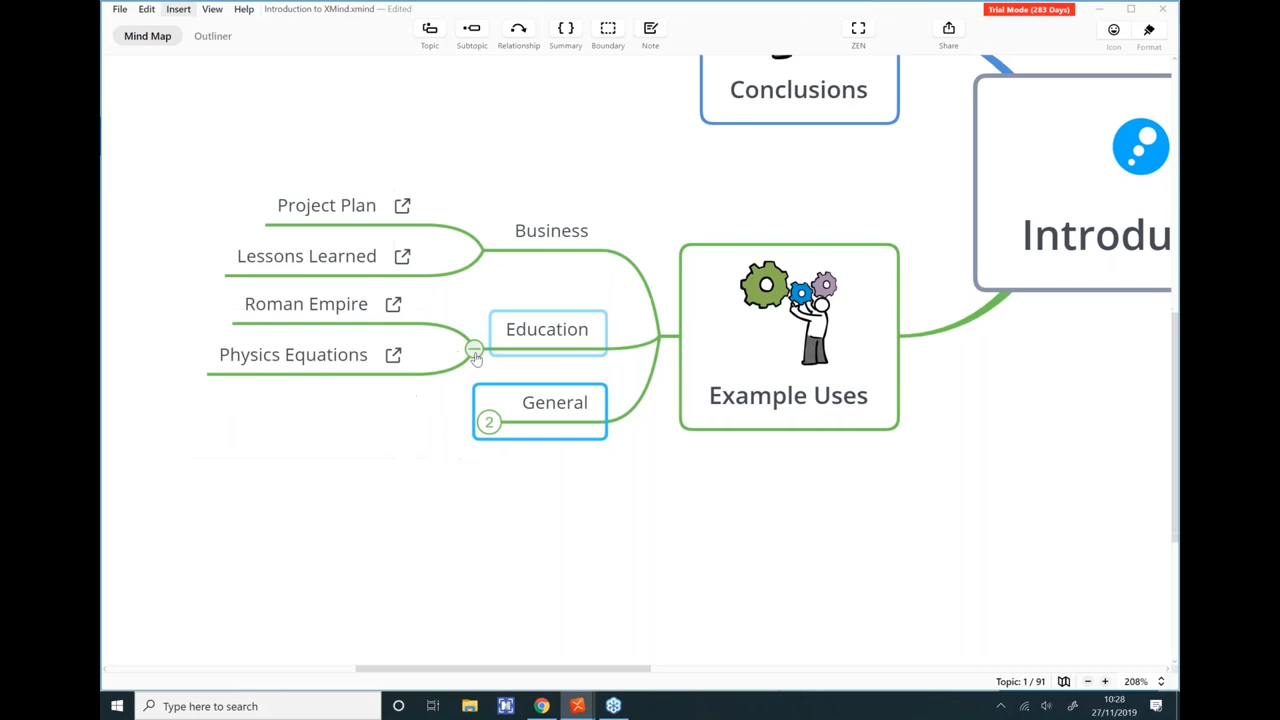 File Edit Insert View Help Introduction to XMind.xmind — Edited Trial Mode (283 Days)
Mind Map Outliner
Topic Subtopic Relationship Summary Boundary Note ZEN Share Icon Format
Conclusions
Introdu
Project Plan
Lessons Learned
Business
Roman Empire
Physics Equations
Education
General
2
Example Uses
Topic: 1 / 91 208%
Type here to search
10:28
27/11/2019